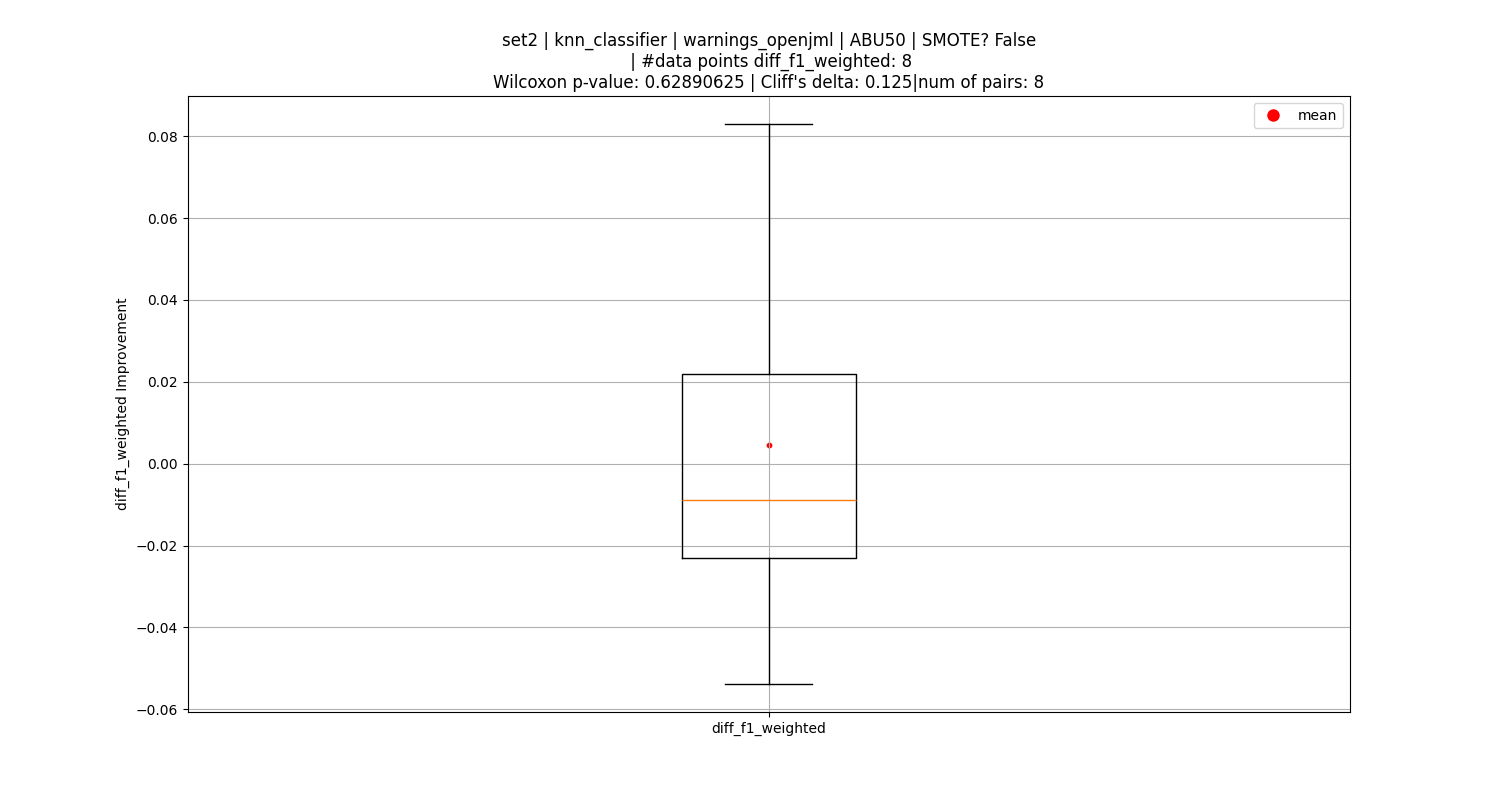 set2 | knn_classifier | warnings_openjml | ABU50 | SMOTE? False
| #data points diff_f1_weighted: 8
Wilcoxon p-value: 0.62890625 | Cliff's delta: 0.125|num of pairs: 8
mean
0.08
0.06
0.04
0.02
0.00
−0.02
−0.04
−0.06
diff_f1_weighted Improvement
diff_f1_weighted